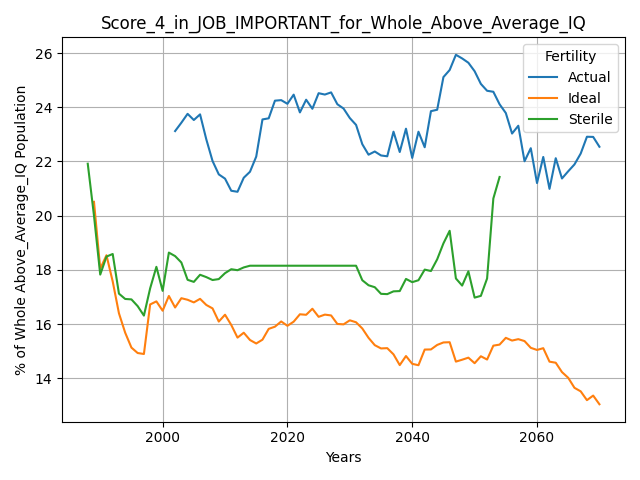 Score_4_in_JOB_IMPORTANT_for_Whole_Above_Average_IQ
Fertility
Actual
Ideal
Sterile
% of Whole Above_Average_IQ Population
26
24
22
20
18
16
14
2000
2020
2040
2060
Years